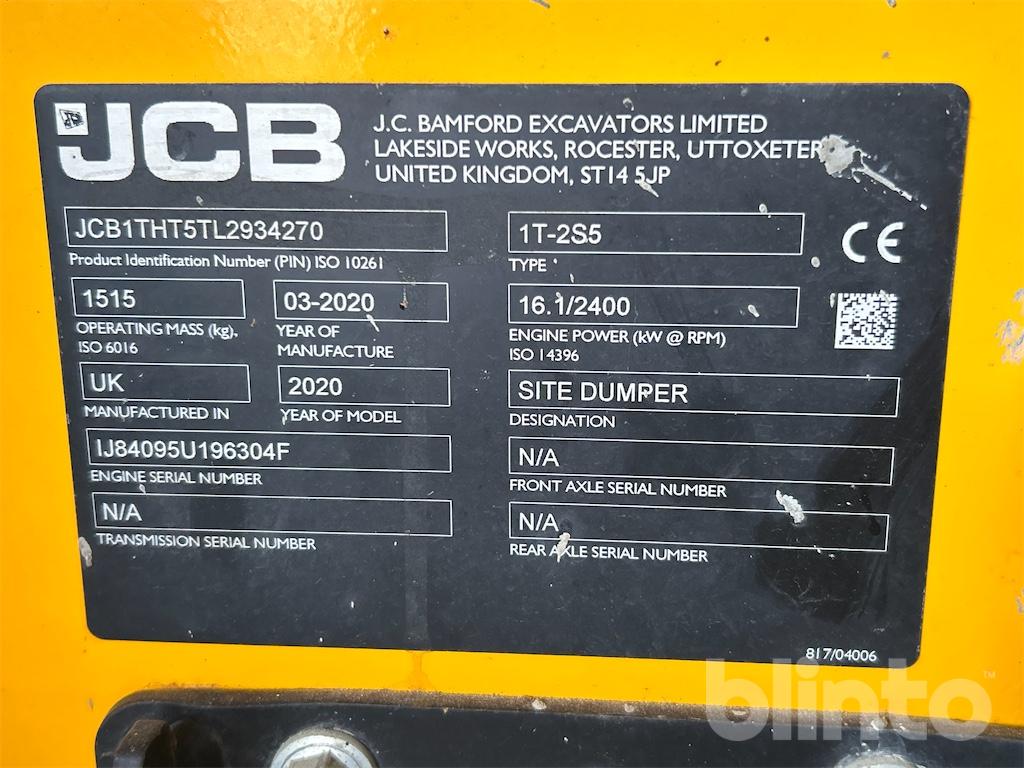 JCB
J.C. BAMFORD EXCAVATORS LIMITED
LAKESIDE WORKS, ROCESTER, UTTOXETER
UNITED KINGDOM, ST14 5JP
JCB1THT5TL2934270
Product Identification Number (PIN) ISO 10261
1515
OPERATING MASS (kg),
ISO 6016
03-2020
YEAR OF
MANUFACTURE
UK
MANUFACTURED IN
2020
YEAR OF MODEL
IJ84095U196304F
ENGINE SERIAL NUMBER
N/A
TRANSMISSION SERIAL NUMBER
1T-2S5
TYPE
CE
16.1/2400
ENGINE POWER (kW @ RPM)
ISO 14396
SITE DUMPER
DESIGNATION
N/A
FRONT AXLE SERIAL NUMBER
N/A
REAR AXLE SERIAL NUMBER
817/04006
blinto™